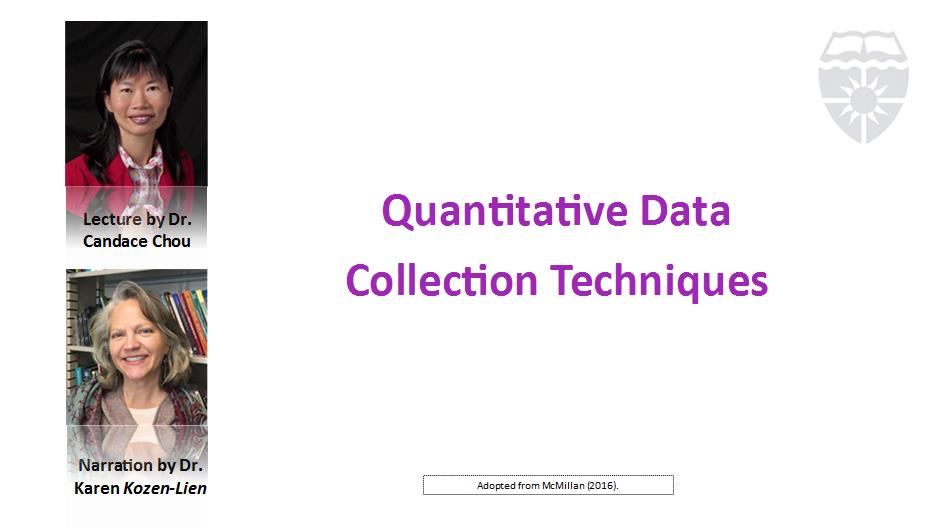 Lecture by Dr.
Candace Chou
Quantitative Data
Collection Techniques
Narration by Dr.
Karen Kozen-Lien
Adopted from McMillan (2016).